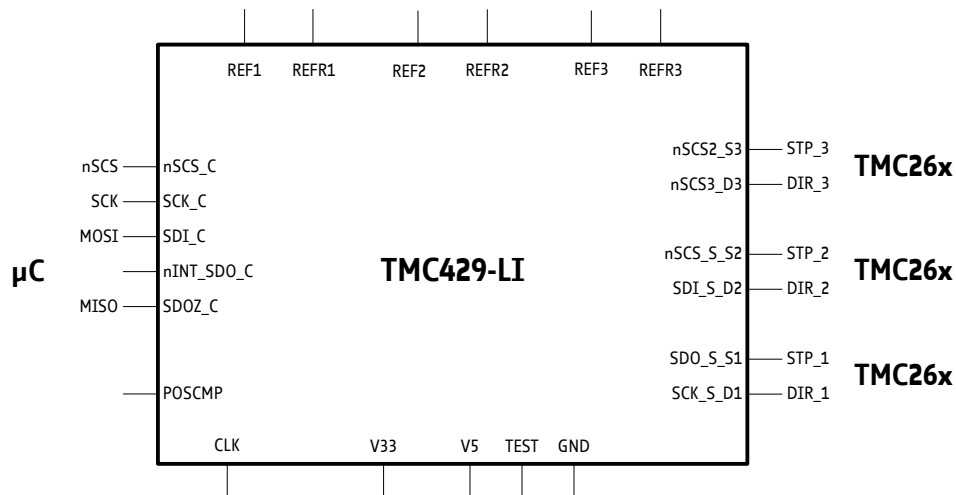 REF1 REFR1 REF2 REFR2 REF3 REFR3
nSCS2_S3 STP_3
nSCS nSCS_C TMC26x
nSCS3_D3 DIR_3
SCK SCK_C
MOSI SDI_C
nSCS_S_S2 STP_2
µC nINT_SDO_C TMC429-LI TMC26x
SDI_S_D2 DIR_2
MISO SDOZ_C
SDO_S_S1 STP_1
TMC26x
POSCMP SCK_S_D1 DIR_1
CLK V33 V5 TEST GND